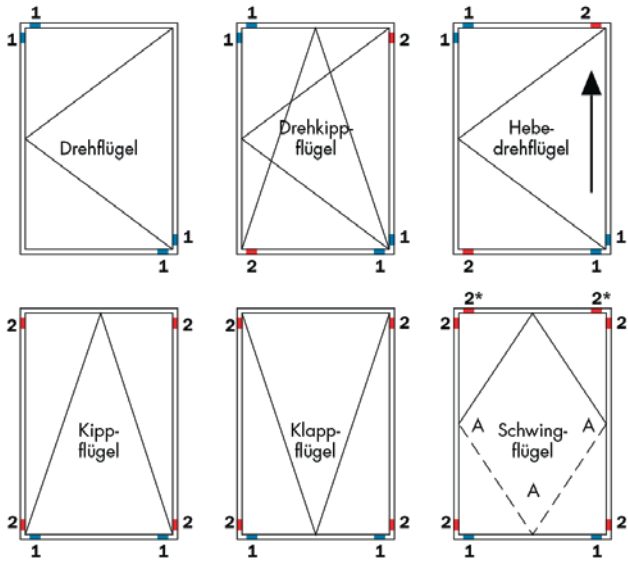 1 1 2
1 1 2 1
Drehflügel
Drehkipp-
flügel
Hebe-
drehflügel
1 1 1
1 2 1 2 1
2* 2*
2 2 2 2 2 2
Kipp-
flügel
Klapp-
flügel
A Schwing- A
flügel
A
2 2 2 2 2 2
1 1 1 1 1 1